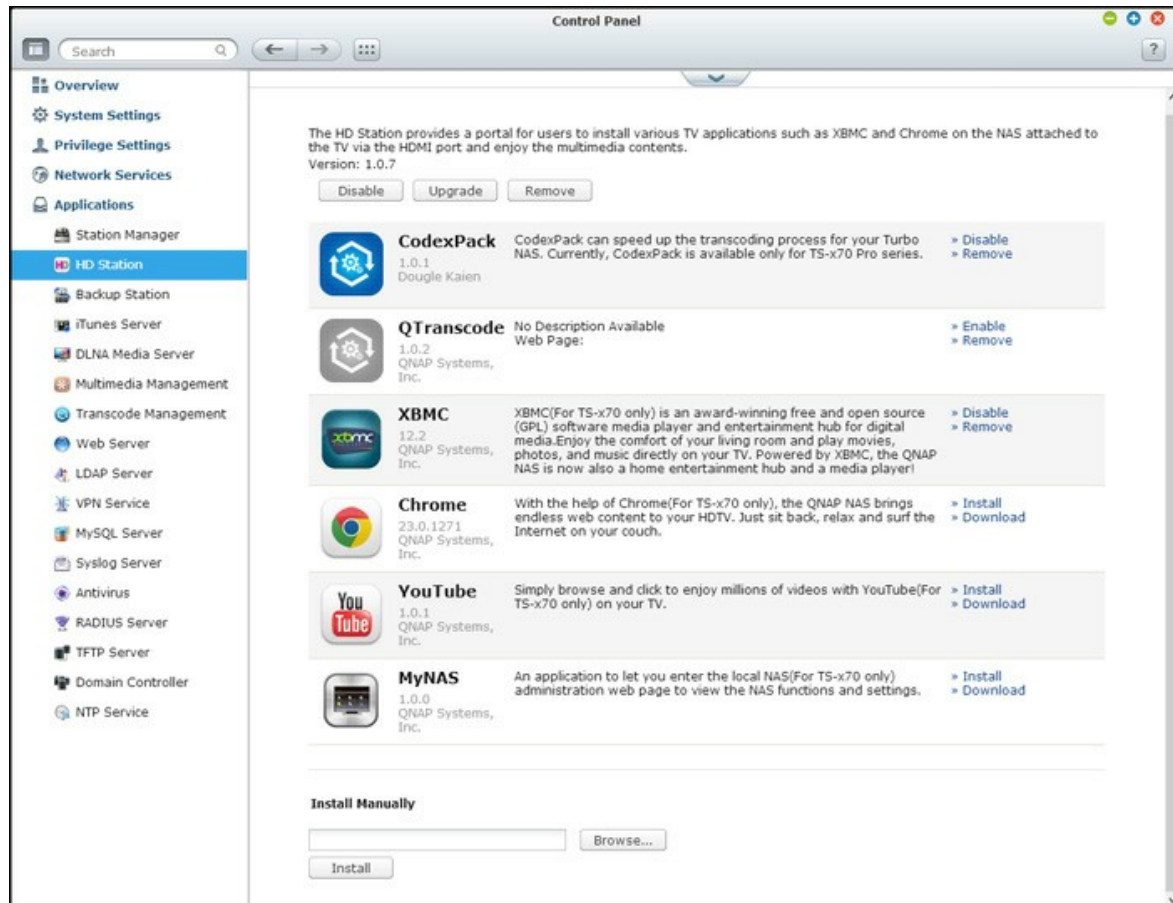 Control Panel
Search
?
Overview
System Settings
Privilege Settings
Network Services
Applications
Station Manager
HD HD Station
Backup Station
iTunes Server
DLNA Media Server
Multimedia Management
Transcode Management
Web Server
LDAP Server
VPN Service
MySQL Server
Syslog Server
Antivirus
RADIUS Server
TFTP Server
Domain Controller
NTP Service
The HD Station provides a portal for users to install various TV applications such as XBMC and Chrome on the NAS attached to
the TV via the HDMI port and enjoy the multimedia contents.
Version: 1.0.7
Disable Upgrade Remove
CodexPack
1.0.1
Dougle Kaien
CodexPack can speed up the transcoding process for your Turbo
NAS. Currently, CodexPack is available only for TS-x70 Pro series.
» Disable
» Remove
QTranscode
1.0.2
QNAP Systems,
Inc.
No Description Available
Web Page:
» Enable
» Remove
xbmc
XBMC
12.2
QNAP Systems,
Inc.
XBMC(For TS-x70 only) is an award-winning free and open source
(GPL) software media player and entertainment hub for digital
media.Enjoy the comfort of your living room and play movies,
photos, and music directly on your TV. Powered by XBMC, the QNAP
NAS is now also a home entertainment hub and a media player!
» Disable
» Remove
Chrome
23.0.1271
QNAP Systems,
Inc.
With the help of Chrome(For TS-x70 only), the QNAP NAS brings
endless web content to your HDTV. Just sit back, relax and surf the
Internet on your couch.
» Install
» Download
You
Tube
YouTube
1.0.1
QNAP Systems,
Inc.
Simply browse and click to enjoy millions of videos with YouTube(For
TS-x70 only) on your TV.
» Install
» Download
MyNAS
1.0.0
QNAP Systems,
Inc.
An application to let you enter the local NAS(For TS-x70 only)
administration web page to view the NAS functions and settings.
» Install
» Download
Install Manually
Browse...
Install